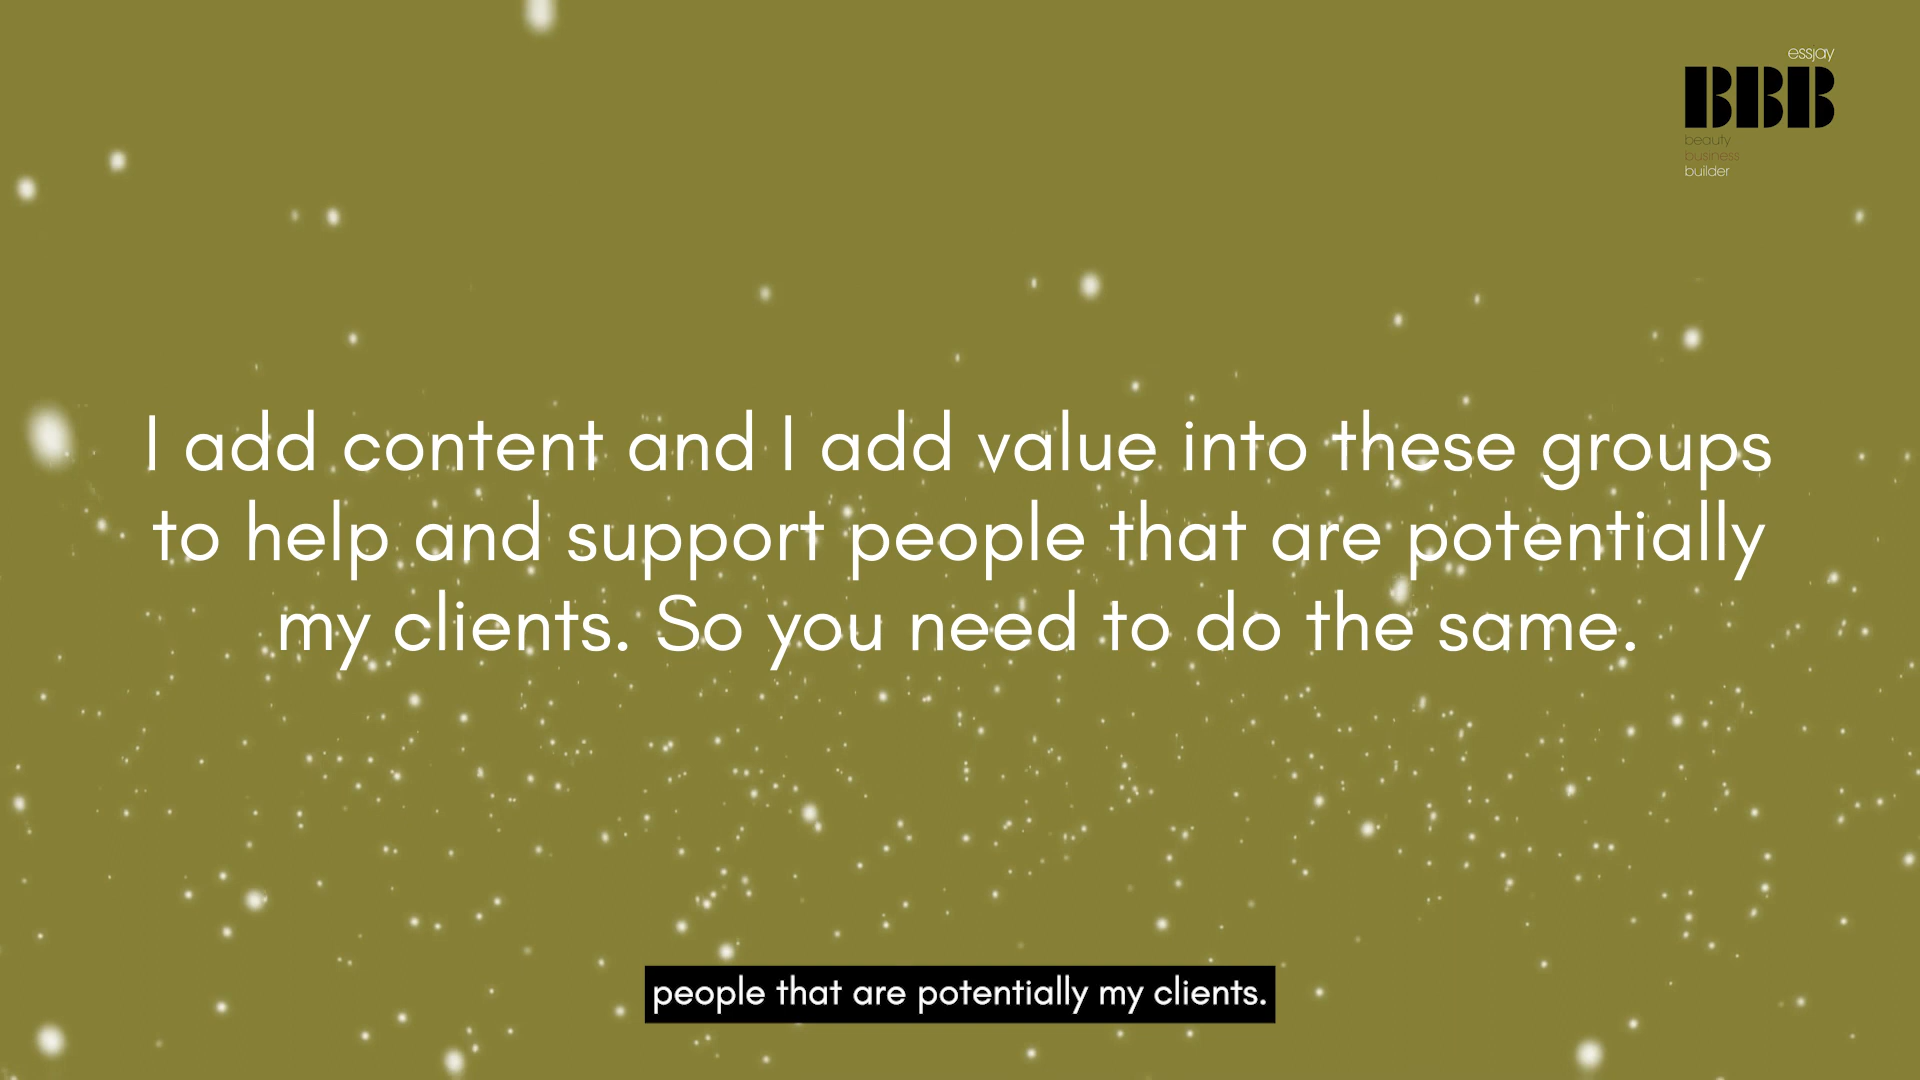 essjay
BBB
beauty
business
builder
I add content and I add value into these groups
to help and support people that are potentially
my clients. So you need to do the same.
people that are potentially my clients.